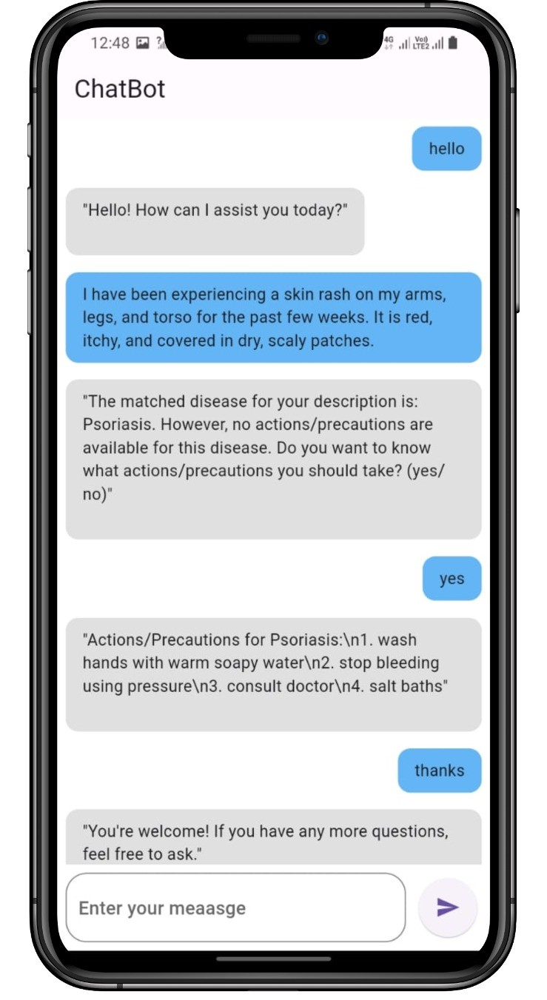 12:48
?
4G
Vo))
LTE2
ChatBot
hello
"Hello! How can I assist you today?"
I have been experiencing a skin rash on my arms,
legs, and torso for the past few weeks. It is red,
itchy, and covered in dry, scaly patches.
"The matched disease for your description is:
Psoriasis. However, no actions/precautions are
available for this disease. Do you want to know
what actions/precautions you should take? (yes/
no)"
yes
"Actions/Precautions for Psoriasis:\n1. wash
hands with warm soapy water\n2. stop bleeding
using pressure\n3. consult doctor\n4. salt baths"
thanks
"You're welcome! If you have any more questions,
feel free to ask."
Enter your meaasge